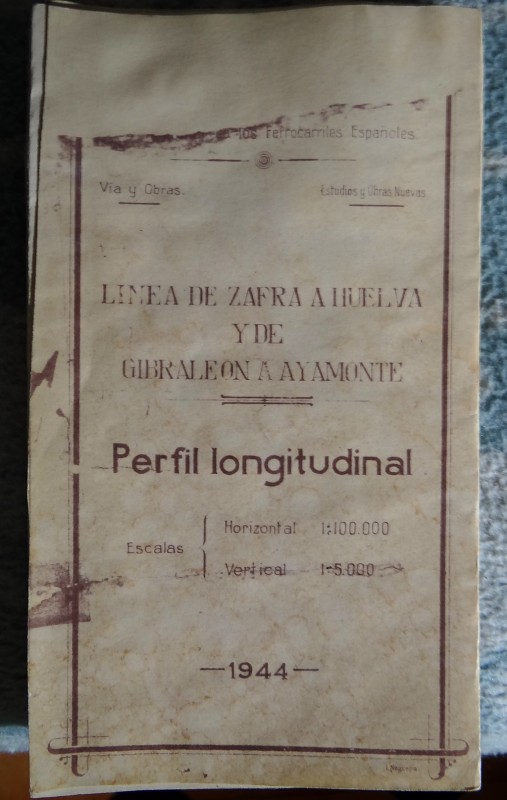 los Ferrocarriles Españoles.
Vía y Obras.
Estudios y Obras Nuevas
LINEA DE ZAFRA A HUELVA
Y DE
GIBRALEON A AYAMONTE
Perfil longitudinal
Escalas
Horizontal 1:100.000
Vertical 1:5.000
—1944—